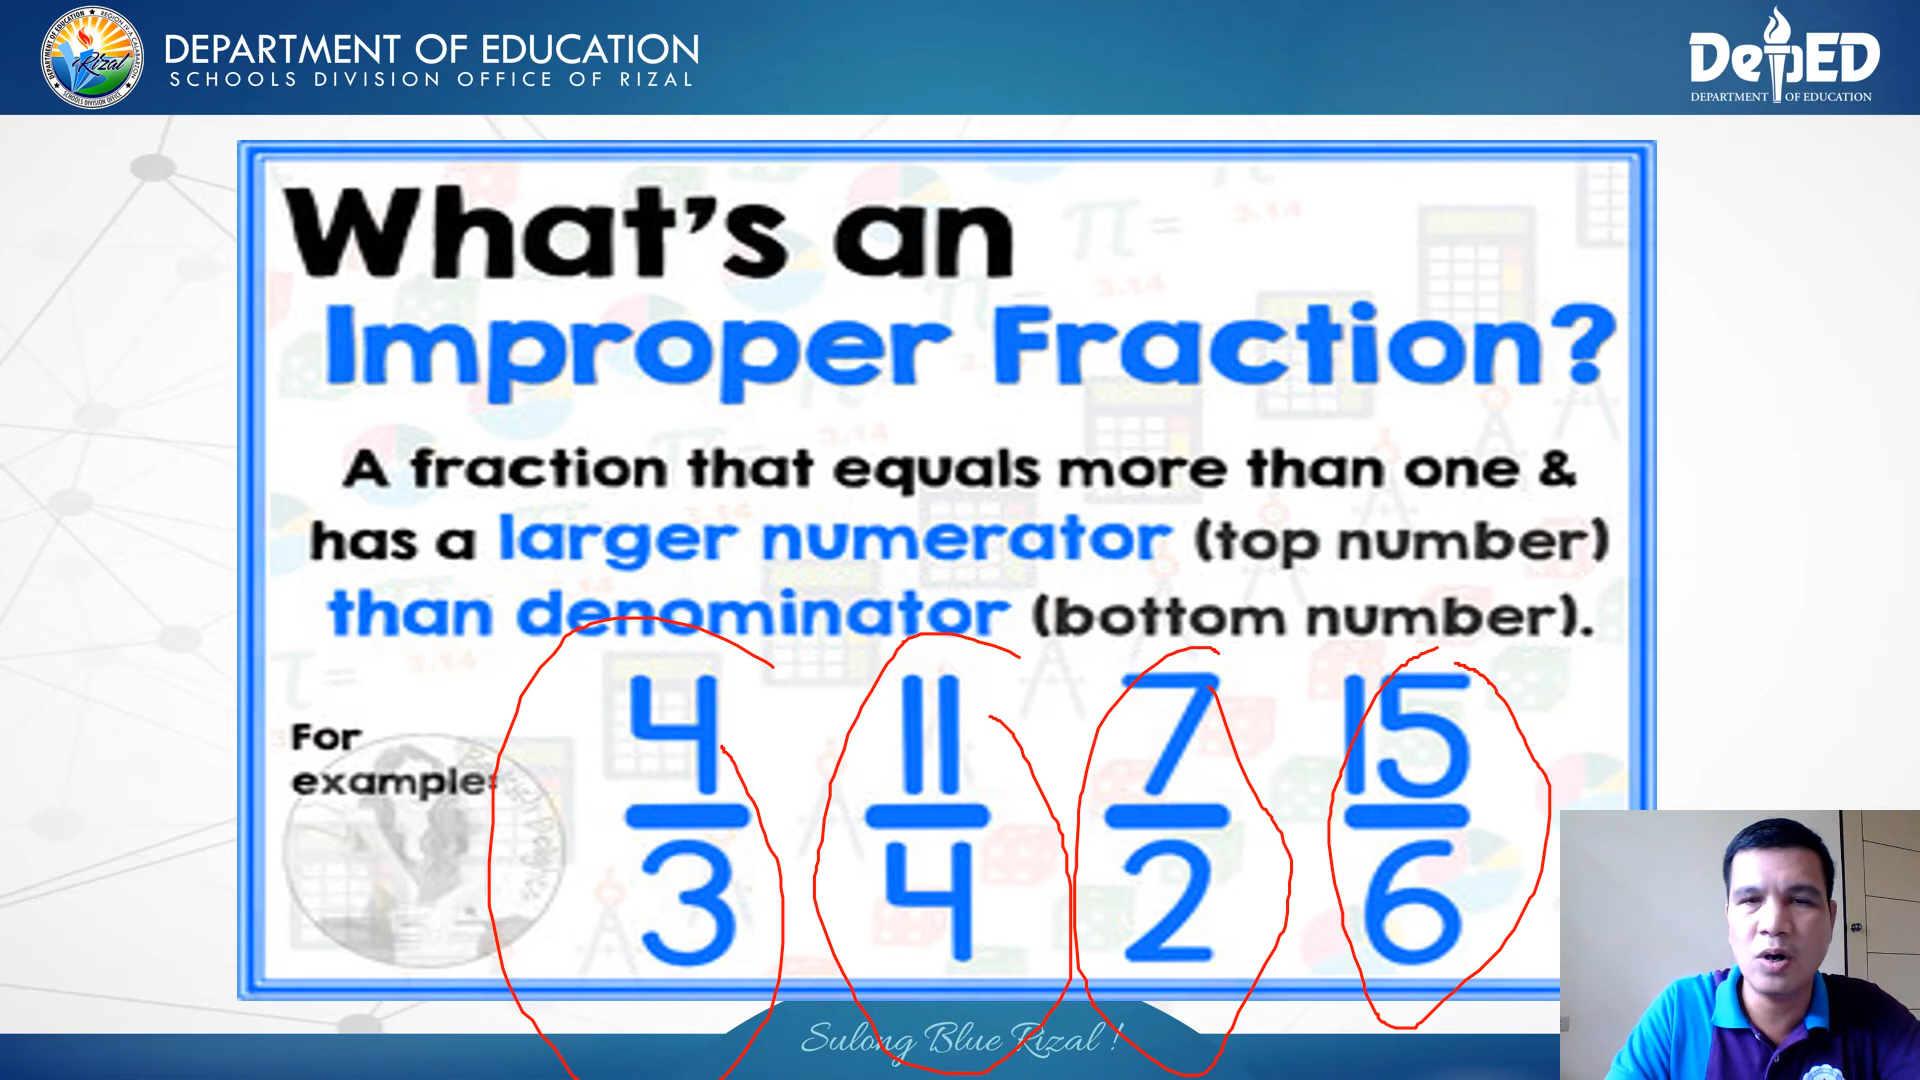 DEPARTMENT OF EDUCATION
SCHOOLS DIVISION OFFICE OF RIZAL
DepED
DEPARTMENT OF EDUCATION
What's an
Improper Fraction?
A fraction that equals more than one &
has a larger numerator (top number)
than denominator (bottom number).
For
example:
4/3 11/4 7/2 15/6
Sulong Blue Rizal !